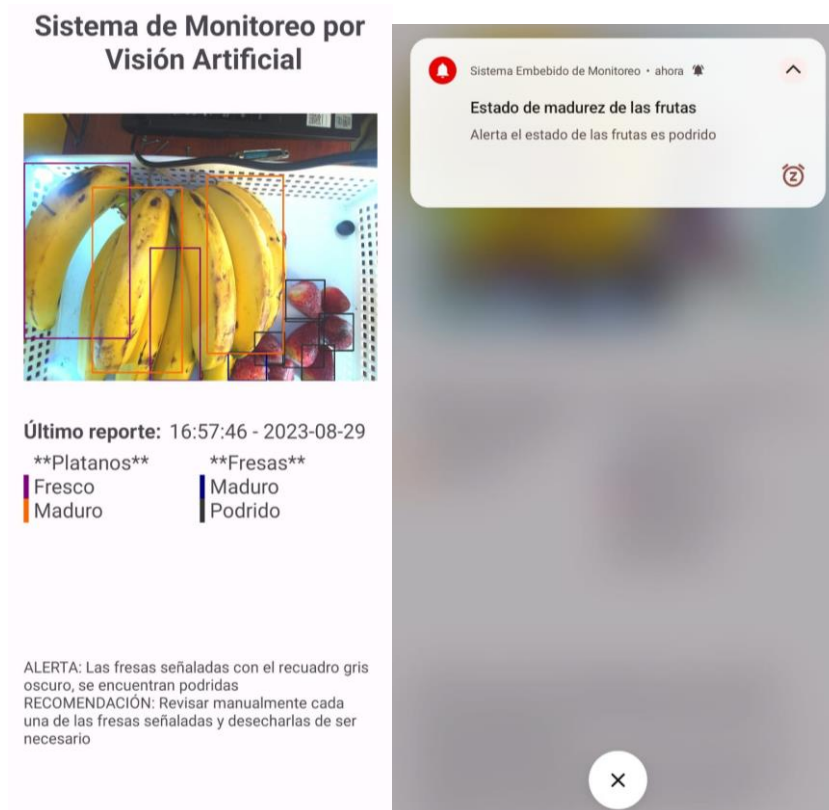 Sistema de Monitoreo por
Visión Artificial
Último reporte: 16:57:46 - 2023-08-29
**Platanos** **Fresas**
Fresco Maduro
Maduro Podrido
ALERTA: Las fresas señaladas con el recuadro gris
oscuro, se encuentran podridas
RECOMENDACIÓN: Revisar manualmente cada
una de las fresas señaladas y desecharlas de ser
necesario
Sistema Embebido de Monitoreo • ahora
Estado de madurez de las frutas
Alerta el estado de las frutas es podrido